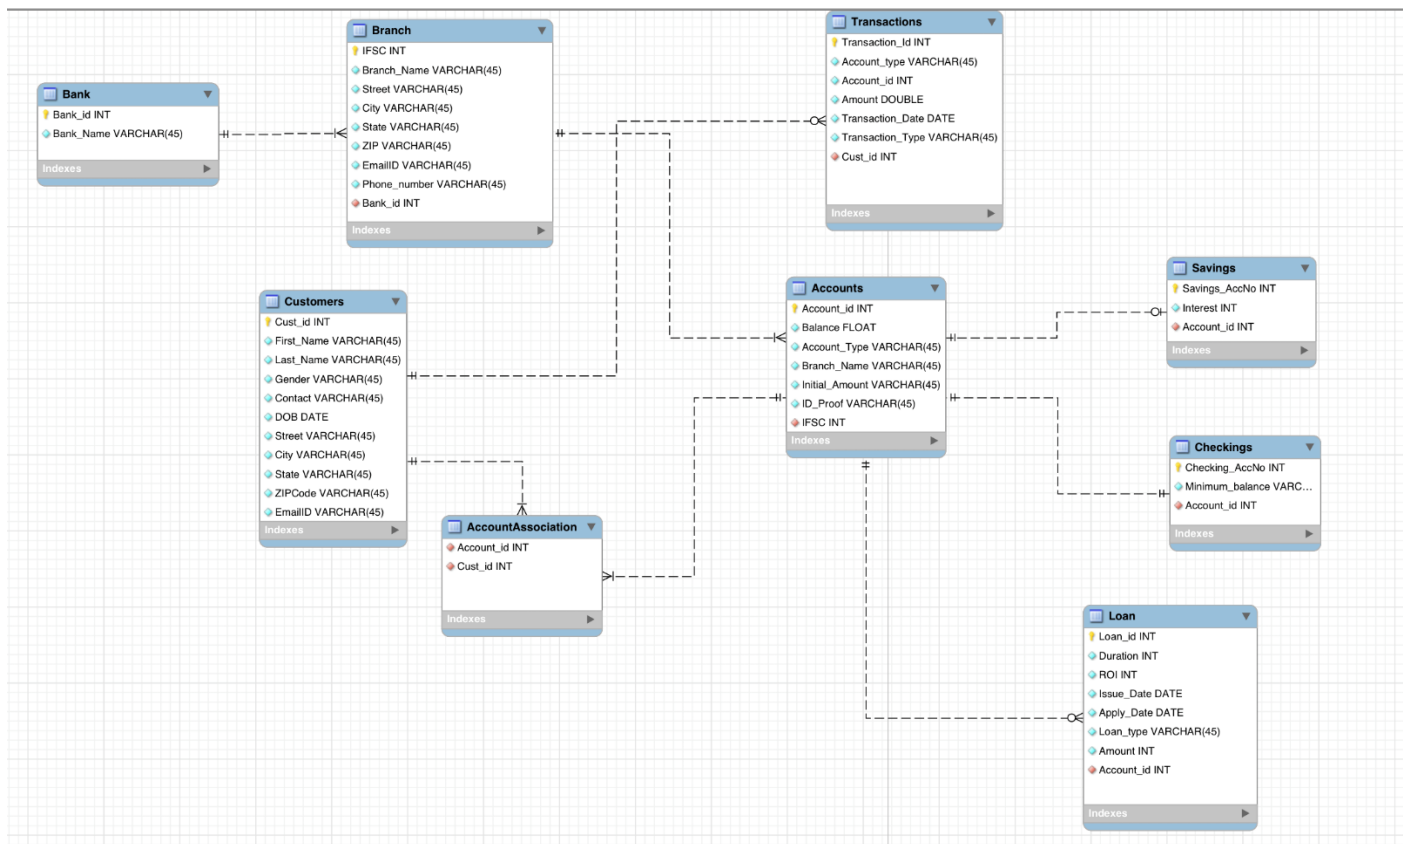 Bank
Bank_id INT
Bank_Name VARCHAR(45)
Indexes
Branch
IFSC INT
Branch_Name VARCHAR(45)
Street VARCHAR(45)
City VARCHAR(45)
State VARCHAR(45)
ZIP VARCHAR(45)
EmailID VARCHAR(45)
Phone_number VARCHAR(45)
Bank_id INT
Indexes
Transactions
Transaction_Id INT
Account_type VARCHAR(45)
Account_id INT
Amount DOUBLE
Transaction_Date DATE
Transaction_Type VARCHAR(45)
Cust_id INT
Indexes
Customers
Cust_id INT
First_Name VARCHAR(45)
Last_Name VARCHAR(45)
Gender VARCHAR(45)
Contact VARCHAR(45)
DOB DATE
Street VARCHAR(45)
City VARCHAR(45)
State VARCHAR(45)
ZIPCode VARCHAR(45)
EmailID VARCHAR(45)
Indexes
Accounts
Account_id INT
Balance FLOAT
Account_Type VARCHAR(45)
Branch_Name VARCHAR(45)
Initial_Amount VARCHAR(45)
ID_Proof VARCHAR(45)
IFSC INT
Indexes
Savings
Savings_AccNo INT
Interest INT
Account_id INT
Indexes
Checkings
Checking_AccNo INT
Minimum_balance VARC...
Account_id INT
Indexes
AccountAssociation
Account_id INT
Cust_id INT
Indexes
Loan
Loan_id INT
Duration INT
ROI INT
Issue_Date DATE
Apply_Date DATE
Loan_type VARCHAR(45)
Amount INT
Account_id INT
Indexes